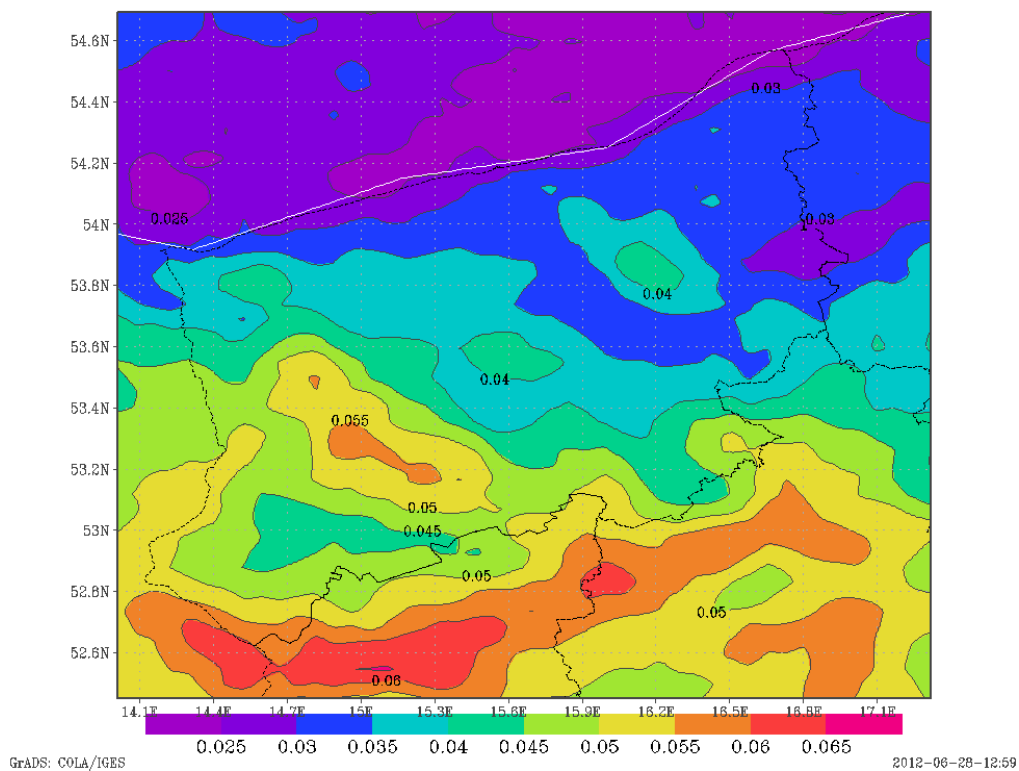 54.6N
0.03
54.4N
54.2N
0.025
0.03
54N
53.8N
0.04
53.6N
0.04
53.4N
0.055
53.2N
0.05
0.045
53N
0.05
52.8N
0.05
52.6N
0.06
14.1E 14.4E 14.7E 15E 15.3E 15.6E 15.9E 16.2E 16.5E 16.8E 17.1E
0.025 0.03 0.035 0.04 0.045 0.05 0.055 0.06 0.065
GrADS: COLA/IGES 2012-06-28-12:59